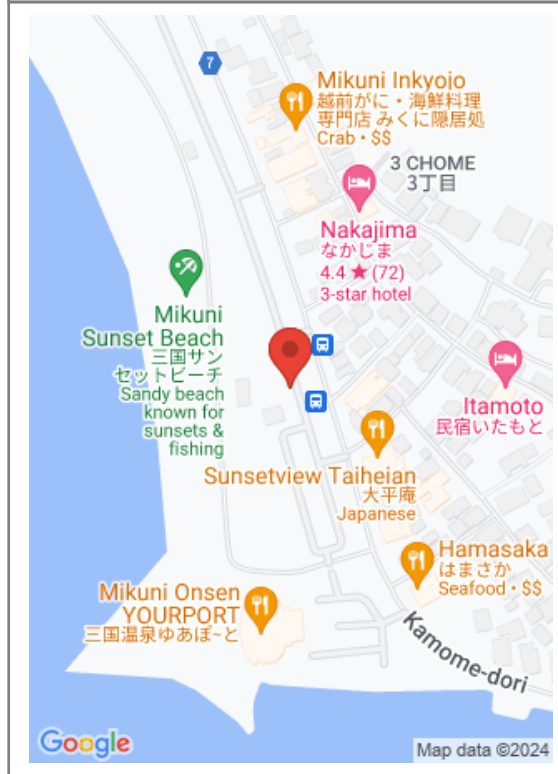 7
Mikuni Inkyojo
越前がに・海鮮料理
専門店 みくに隠居処
Crab・$$
3 CHOME
3丁目
Nakajima
なかじま
4.4 ★ (72)
3-star hotel
Mikuni
Sunset Beach
三国サン
セットビーチ
Sandy beach
known for
sunsets &
fishing
Itamoto
民宿いたもと
Sunsetview Taiheian
大平庵
Japanese
Hamasaka
はまさか
Seafood・$$
Mikuni Onsen
YOURPORT
三国温泉ゆあぽ~と
Kamome-dori
Google
Map data ©2024